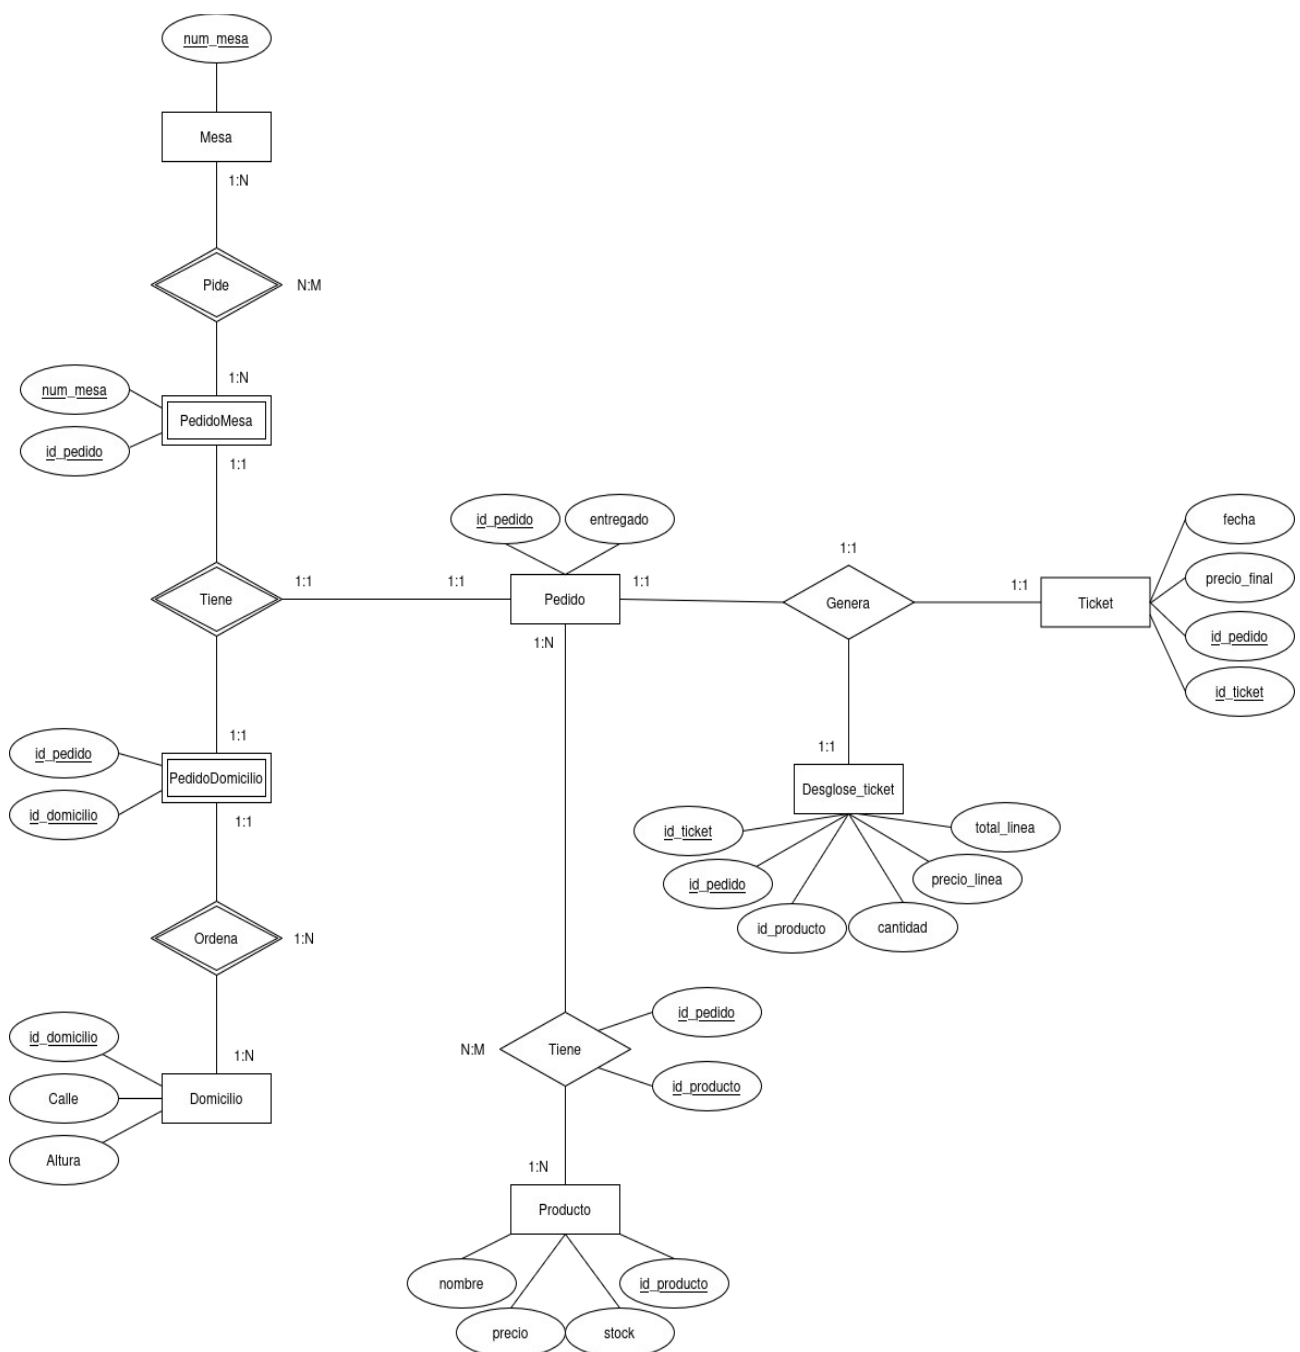 num_mesa
Mesa
1:N
Pide
N:M
1:N
num_mesa
PedidoMesa
id_pedido
1:1
id_pedido
entregado
1:1
fecha
1:1
1:1
1:1
1:1
precio_final
Tiene
Pedido
Genera
Ticket
1:N
id_pedido
id_ticket
1:1
1:1
id_pedido
PedidoDomicilio
Desglose_ticket
id_domicilio
1:1
id_ticket
total_linea
id_pedido
precio_linea
id_producto
cantidad
Ordena
1:N
id_domicilio
id_pedido
1:N
N:M
Tiene
Calle
Domicilio
id_producto
Altura
1:N
Producto
nombre
id_producto
precio
stock